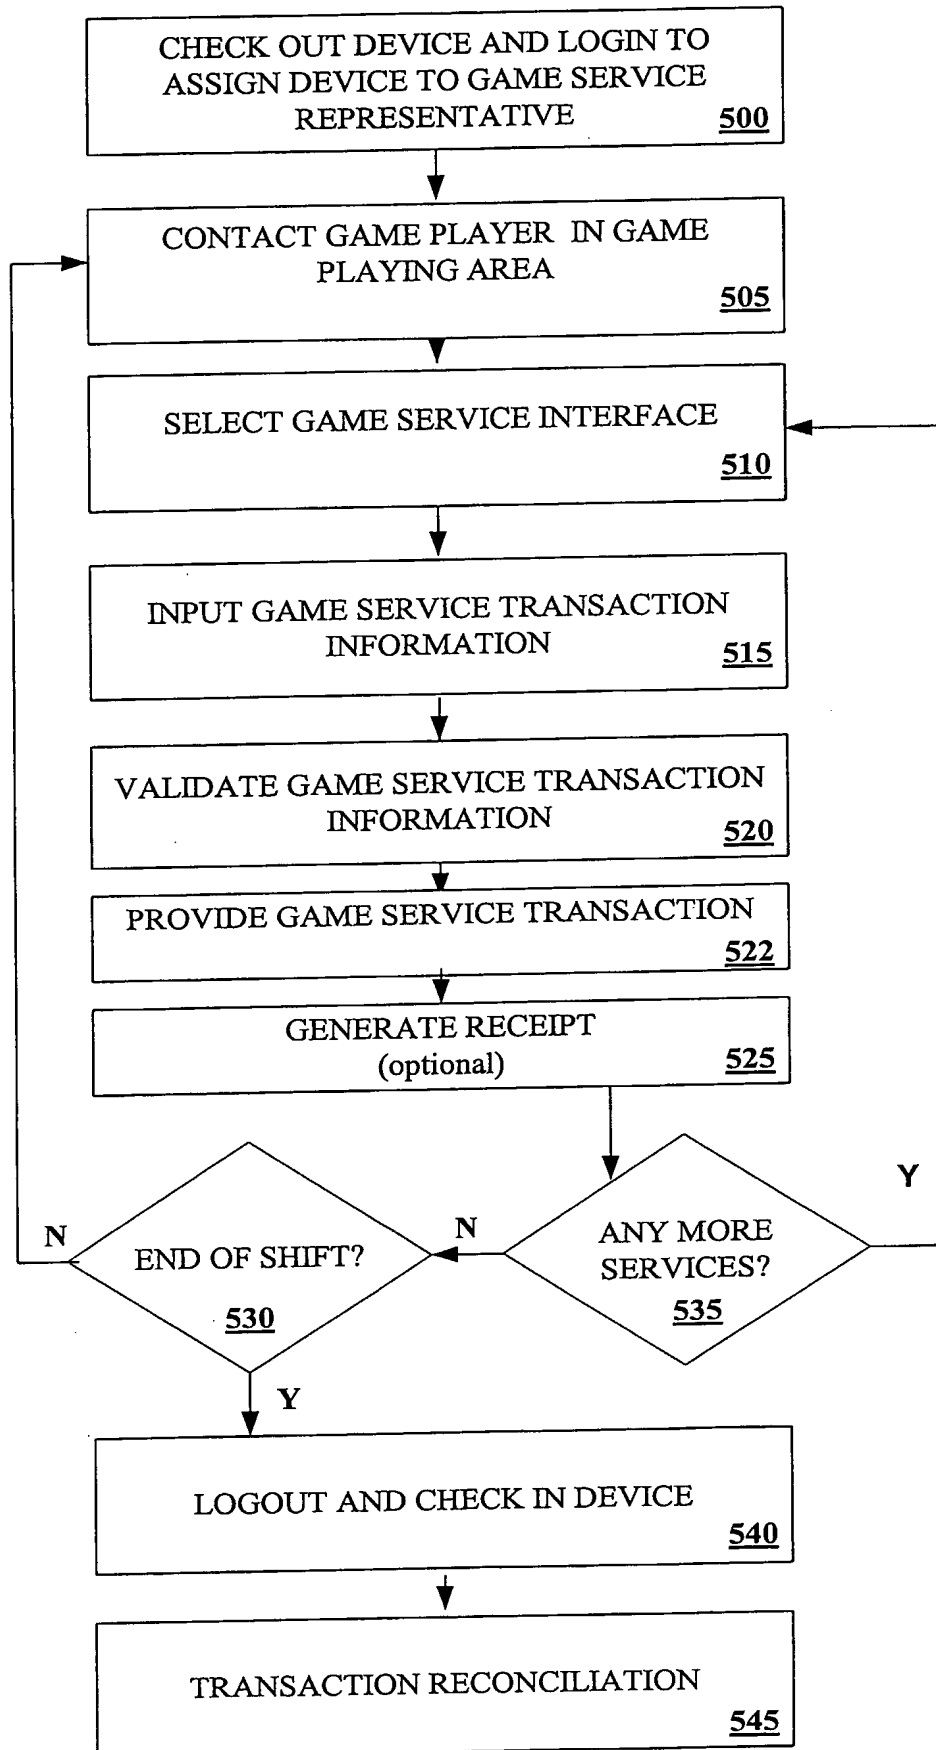 CHECK OUT DEVICE AND LOGIN TO
ASSIGN DEVICE TO GAME SERVICE
REPRESENTATIVE
500
CONTACT GAME PLAYER IN GAME
PLAYING AREA
505
SELECT GAME SERVICE INTERFACE
510
INPUT GAME SERVICE TRANSACTION
INFORMATION
515
VALIDATE GAME SERVICE TRANSACTION
INFORMATION
520
PROVIDE GAME SERVICE TRANSACTION
522
GENERATE RECEIPT
(optional)
525
N
END OF SHIFT?
530
N
ANY MORE
SERVICES?
535
Y
Y
LOGOUT AND CHECK IN DEVICE
540
TRANSACTION RECONCILIATION
545